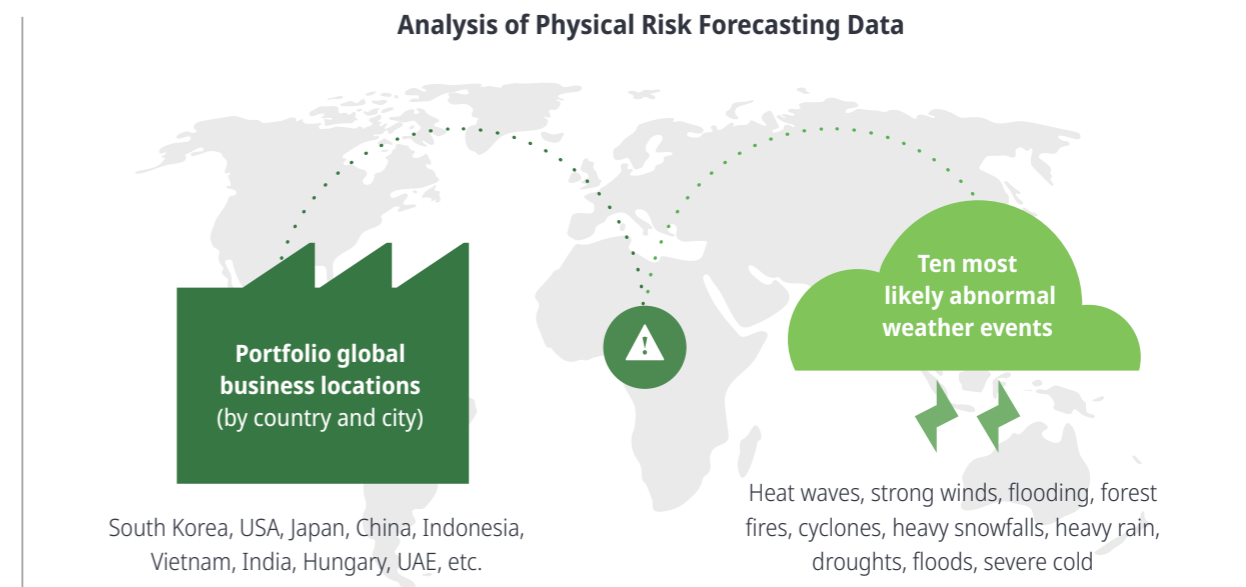 Analysis of Physical Risk Forecasting Data
Portfolio global
business locations
(by country and city)
South Korea, USA, Japan, China, Indonesia,
Vietnam, India, Hungary, UAE, etc.
!
Ten most
likely abnormal
weather events
Heat waves, strong winds, flooding, forest
fires, cyclones, heavy snowfalls, heavy rain,
droughts, floods, severe cold